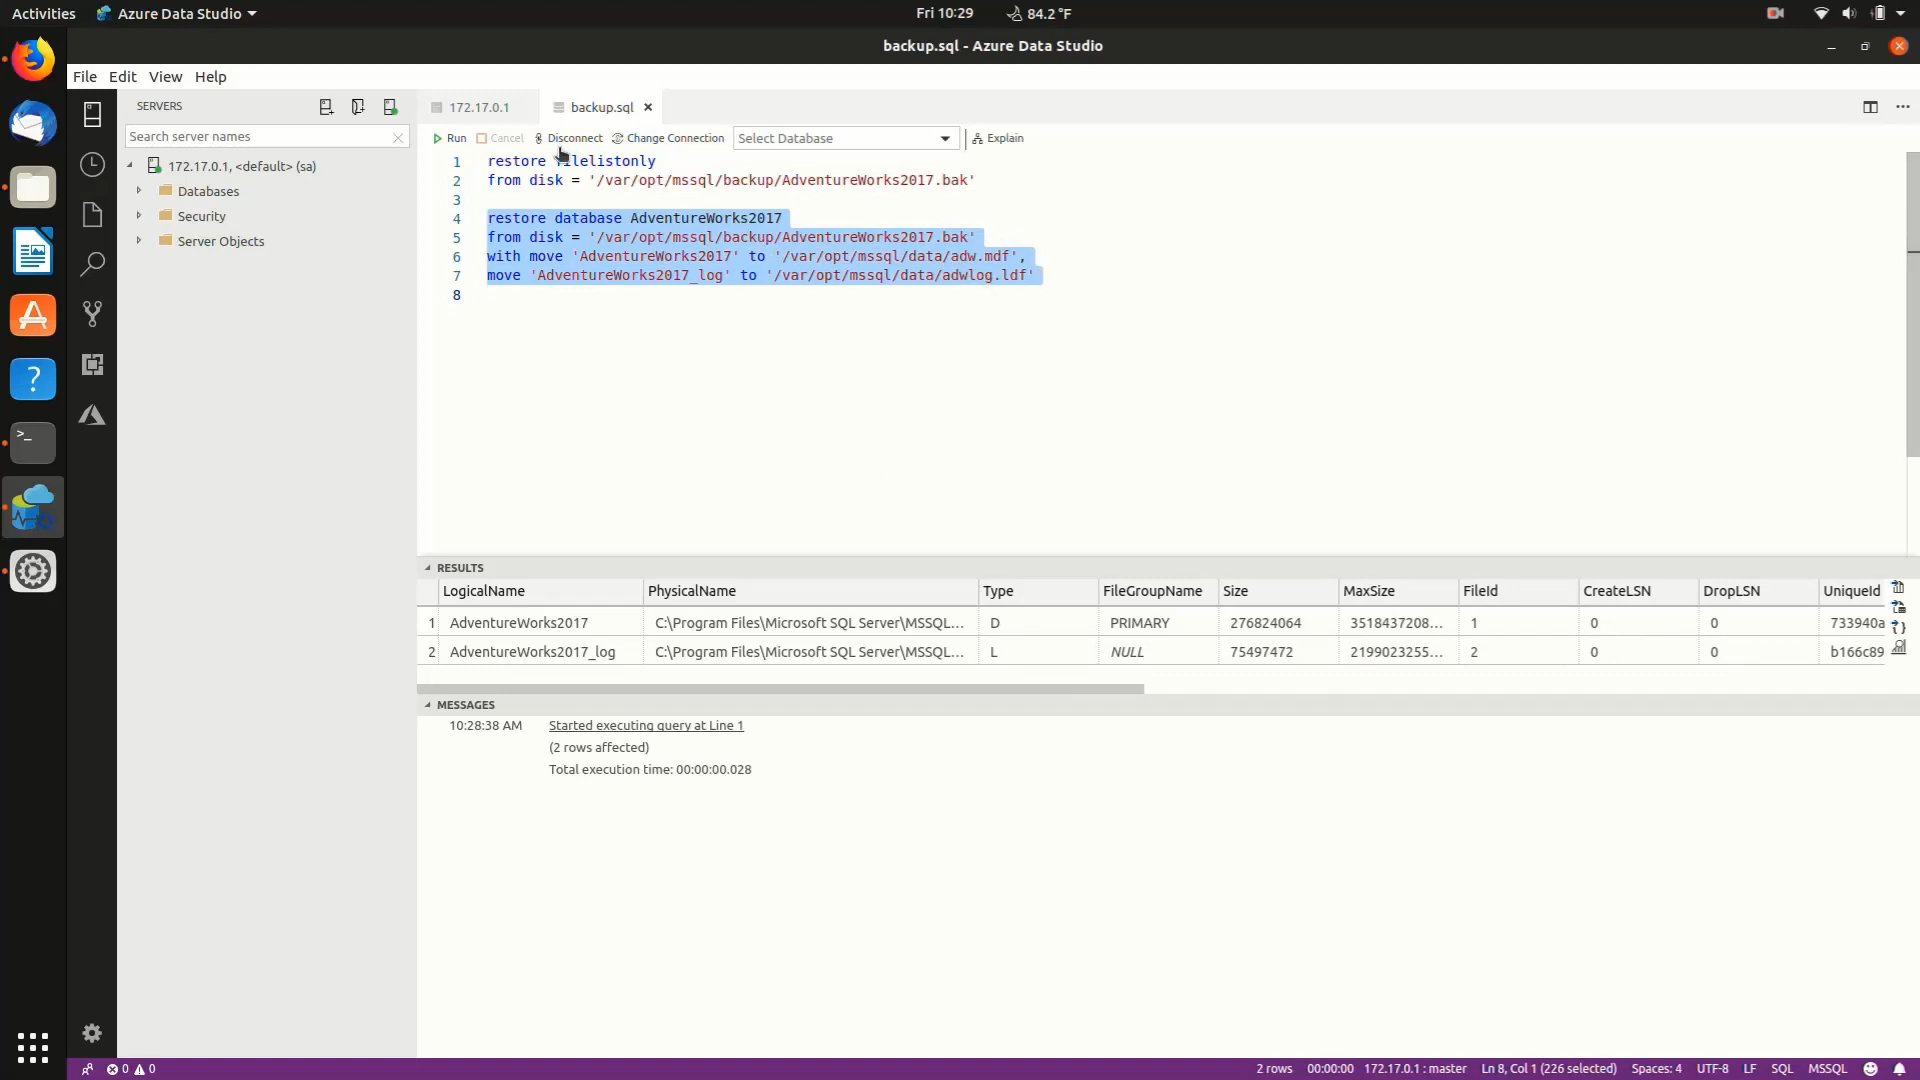 Activities Azure Data Studio Fri 10:29 84.2 °F
backup.sql - Azure Data Studio
File Edit View Help
SERVERS
Search server names
172.17.0.1, <default> (sa)
Databases
Security
Server Objects
172.17.0.1 backup.sql
Run Cancel Disconnect Change Connection Select Database Explain
1 restore filelistonly
2 from disk = '/var/opt/mssql/backup/AdventureWorks2017.bak'
3
4 restore database AdventureWorks2017
5 from disk = '/var/opt/mssql/backup/AdventureWorks2017.bak'
6 with move 'AdventureWorks2017' to '/var/opt/mssql/data/adw.mdf',
7 move 'AdventureWorks2017_log' to '/var/opt/mssql/data/adwlog.ldf'
8
RESULTS
LogicalName PhysicalName Type FileGroupName Size MaxSize FileId CreateLSN DropLSN UniqueId
1 AdventureWorks2017 C:\Program Files\Microsoft SQL Server\MSSQL... D PRIMARY 276824064 3518437208... 1 0 0 733940a
2 AdventureWorks2017_log C:\Program Files\Microsoft SQL Server\MSSQL... L NULL 75497472 2199023255... 2 0 0 b166c89
MESSAGES
10:28:38 AM Started executing query at Line 1
(2 rows affected)
Total execution time: 00:00:00.028
0 0 2 rows 00:00:00 172.17.0.1 : master Ln 8, Col 1 (226 selected) Spaces: 4 UTF-8 LF SQL MSSQL